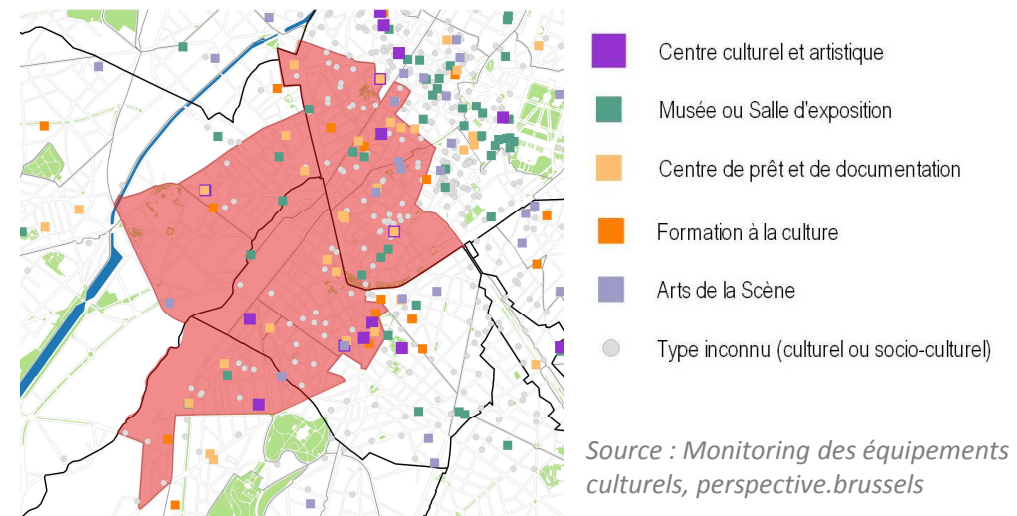 Centre culturel et artistique
Musée ou Salle d'exposition
Centre de prêt et de documentation
Formation à la culture
Arts de la Scène
Type inconnu (culturel ou socio-culturel)
Source : Monitoring des équipements
culturels, perspective.brussels